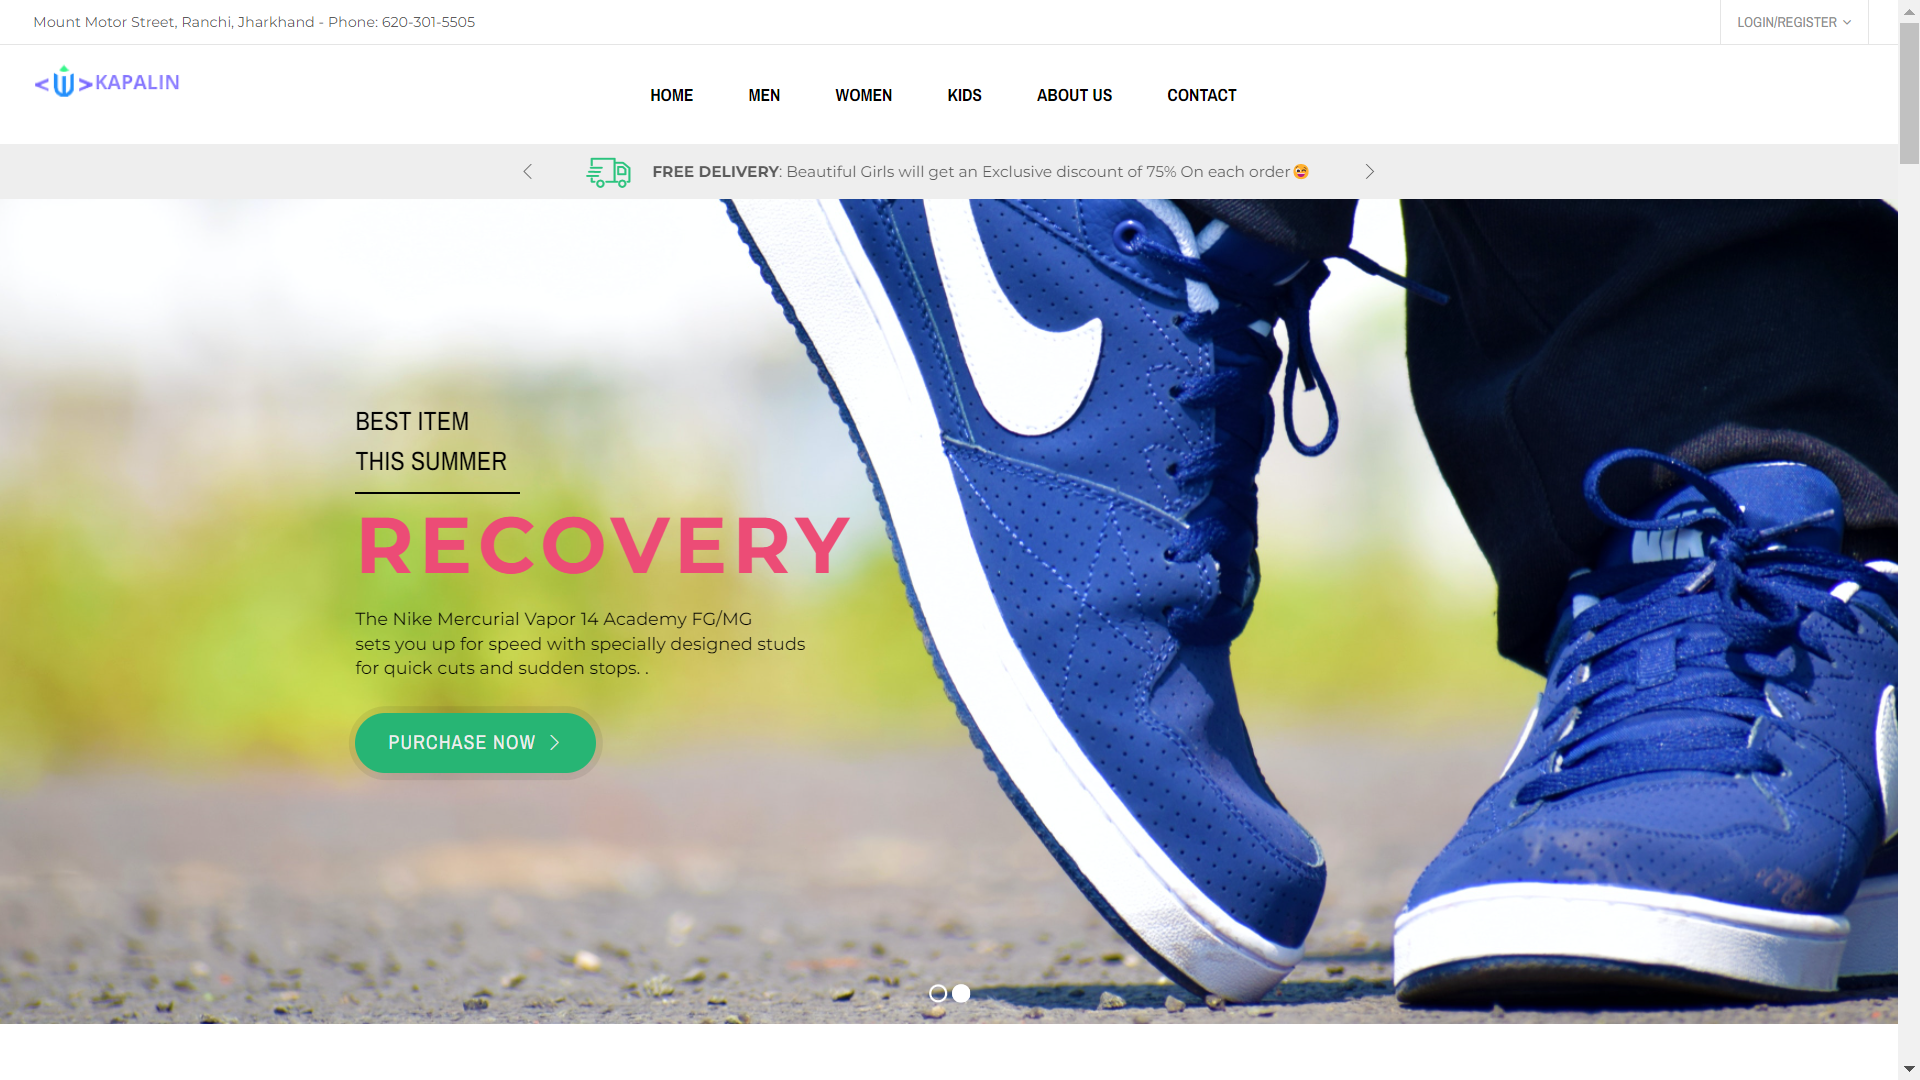 Mount Motor Street, Ranchi, Jharkhand - Phone: 620-301-5505
LOGIN/REGISTER
<W>KAPALIN
HOME MEN WOMEN KIDS ABOUT US CONTACT
FREE DELIVERY: Beautiful Girls will get an Exclusive discount of 75% On each order😅
BEST ITEM
THIS SUMMER
RECOVERY
The Nike Mercurial Vapor 14 Academy FG/MG
sets you up for speed with specially designed studs
for quick cuts and sudden stops. .
PURCHASE NOW